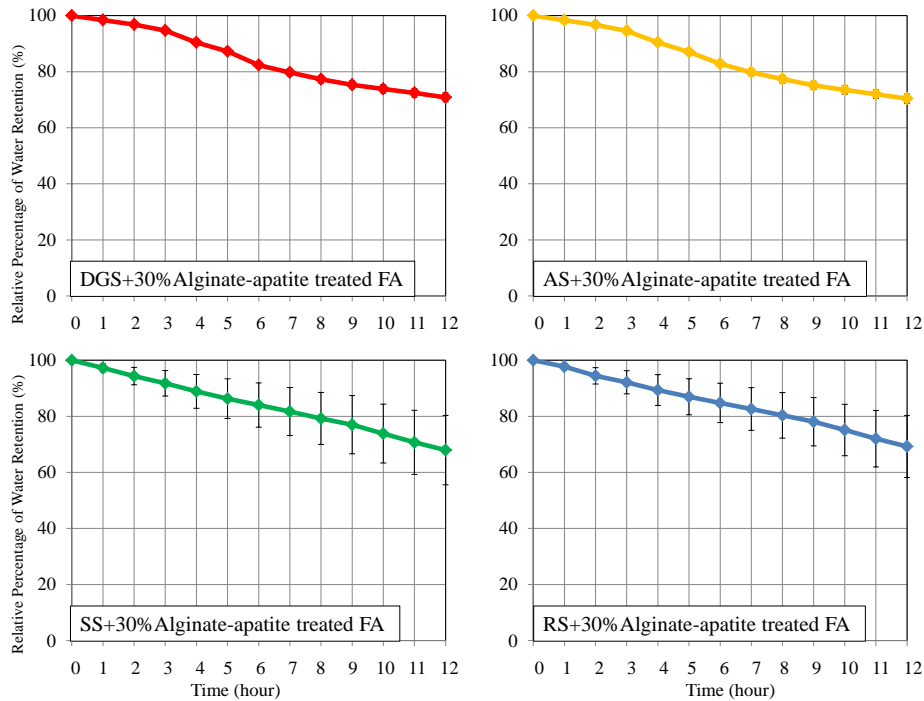 Relative Percentage of Water Retention (%)
100
80
60
40
20
0
DGS+30%Alginate-apatite treated FA
0 1 2 3 4 5 6 7 8 9 10 11 12
100
80
60
40
20
0
AS+30%Alginate-apatite treated FA
0 1 2 3 4 5 6 7 8 9 10 11 12
Relative Percentage of Water Retention (%)
100
80
60
40
20
0
SS+30%Alginate-apatite treated FA
0 1 2 3 4 5 6 7 8 9 10 11 12
Time (hour)
100
80
60
40
20
0
RS+30%Alginate-apatite treated FA
0 1 2 3 4 5 6 7 8 9 10 11 12
Time (hour)